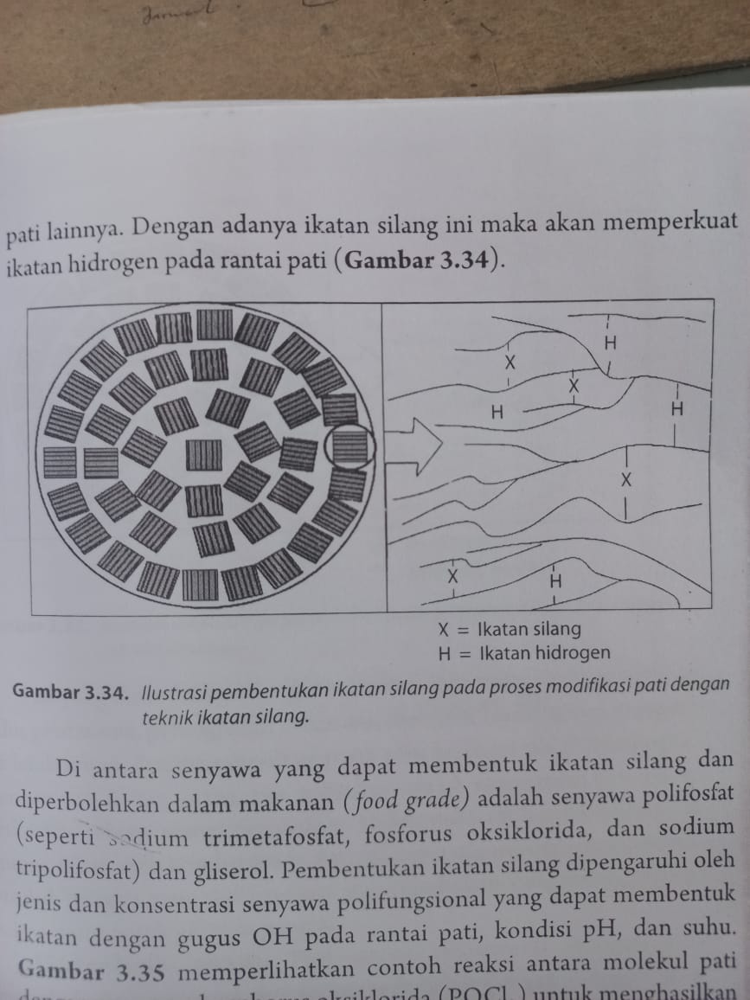 pati lainnya. Dengan adanya ikatan silang ini maka akan memperkuat
ikatan hidrogen pada rantai pati (Gambar 3.34).
H
X
X
H
H
X
X
H
X = Ikatan silang
H = Ikatan hidrogen
Gambar 3.34. Ilustrasi pembentukan ikatan silang pada proses modifikasi pati dengan
teknik ikatan silang.
Di antara senyawa yang dapat membentuk ikatan silang dan
diperbolehkan dalam makanan (food grade) adalah senyawa polifosfat
(seperti sodium trimetafosfat, fosforus oksiklorida, dan sodium
tripolifosfat) dan gliserol. Pembentukan ikatan silang dipengaruhi oleh
jenis dan konsentrasi senyawa polifungsional yang dapat membentuk
ikatan dengan gugus OH pada rantai pati, kondisi pH, dan suhu.
Gambar 3.35 memperlihatkan contoh reaksi antara molekul pati
oksiklorida (POCl) untuk menghasilkan